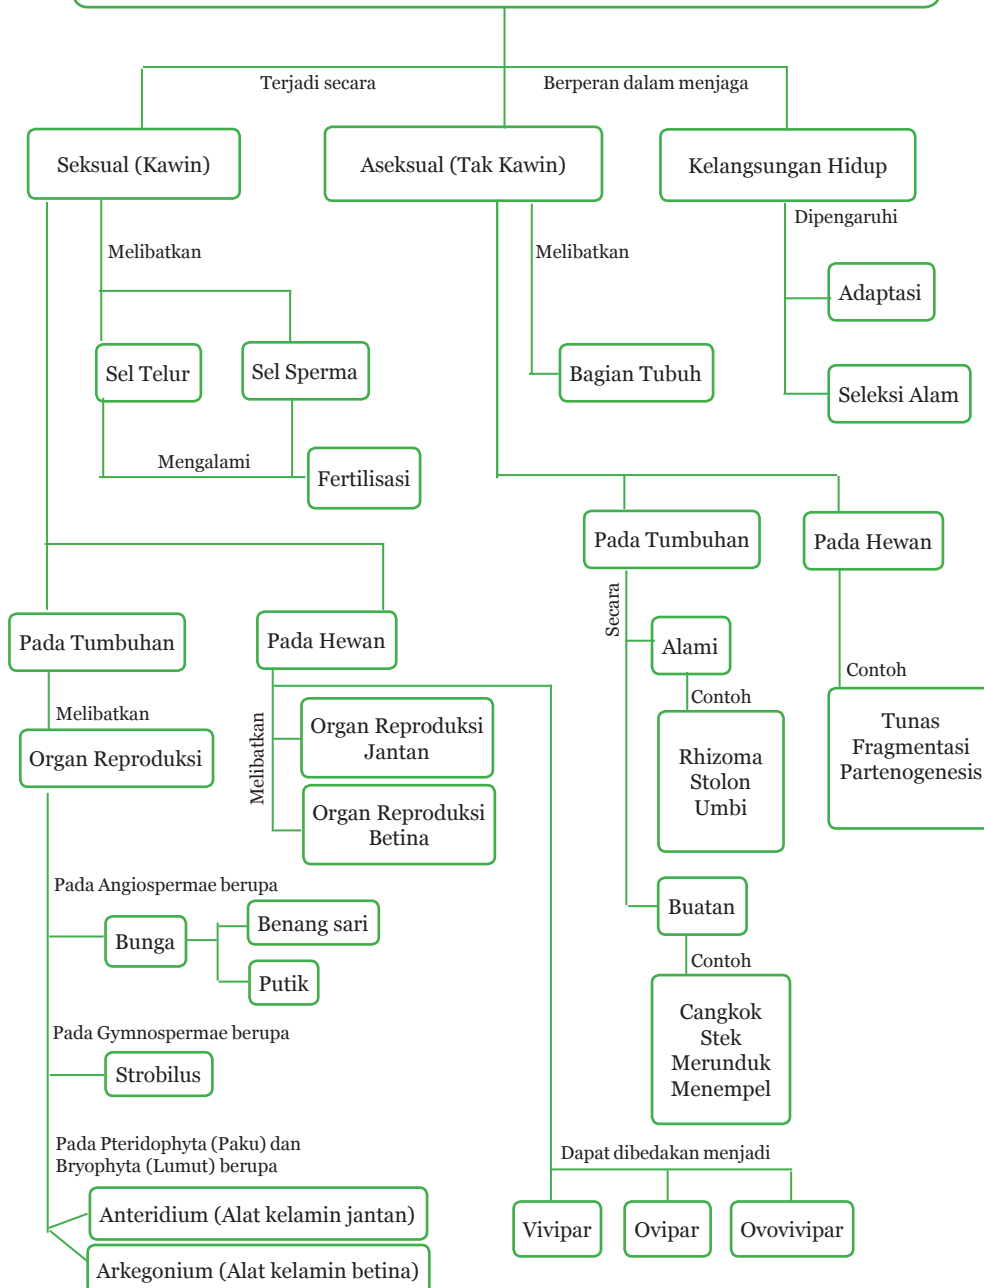 Terjadi secara
Berperan dalam menjaga
Seksual (Kawin)
Aseksual (Tak Kawin)
Kelangsungan Hidup
Dipengaruhi
Melibatkan
Melibatkan
Adaptasi
Sel Telur
Sel Sperma
Bagian Tubuh
Seleksi Alam
Mengalami
Fertilisasi
Pada Tumbuhan
Pada Hewan
Secara
Pada Tumbuhan
Pada Hewan
Alami
Contoh
Contoh
Melibatkan
Organ Reproduksi
Melibatkan
Organ Reproduksi
Jantan
Organ Reproduksi
Betina
Rhizoma
Stolon
Umbi
Tunas
Fragmentasi
Partenogenesis
Pada Angiospermae berupa
Bunga
Benang sari
Putik
Buatan
Contoh
Cangkok
Stek
Merunduk
Menempel
Pada Gymnospermae berupa
Strobilus
Pada Pteridophyta (Paku) dan
Bryophyta (Lumut) berupa
Anteridium (Alat kelamin jantan)
Arkegonium (Alat kelamin betina)
Dapat dibedakan menjadi
Vivipar
Ovipar
Ovovivipar